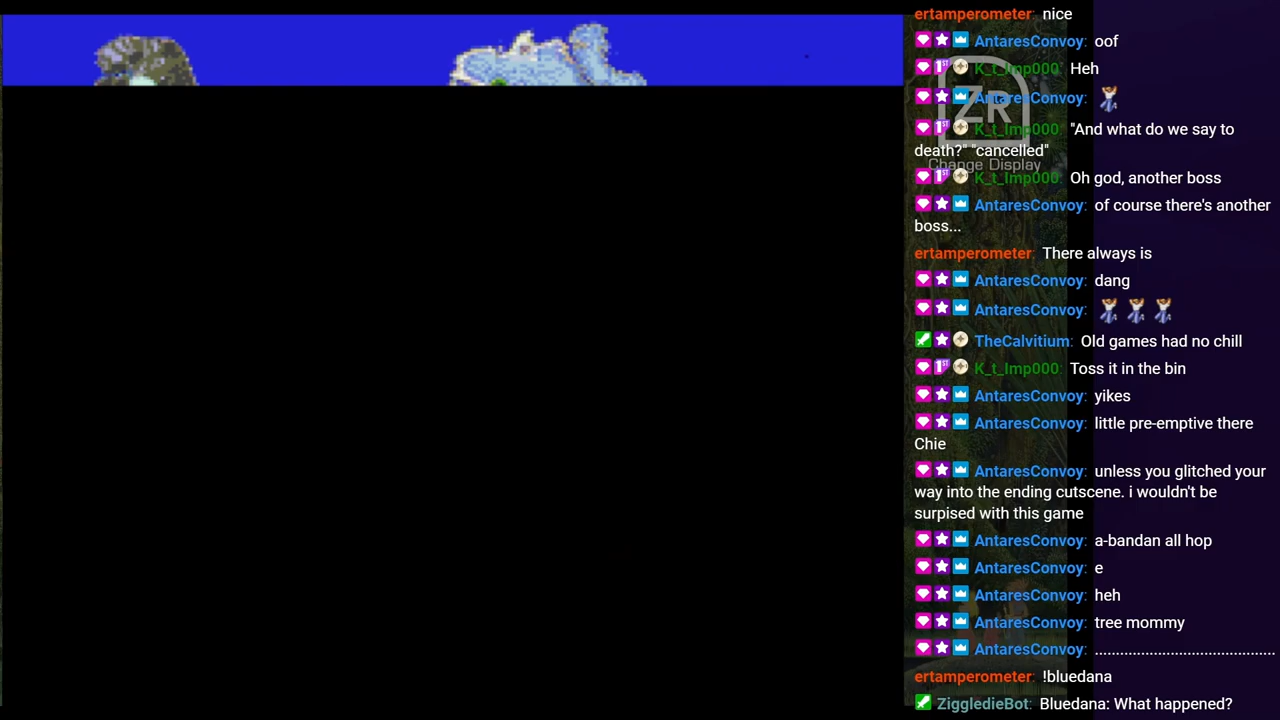 ertamperometer: nice
AntaresConvoy: oof
K_t_Imp000: Heh
AntaresConvoy:
K_t_Imp000: "And what do we say to
death?" "cancelled"
ZR
Change Display
K_t_Imp000: Oh god, another boss
AntaresConvoy: of course there's another
boss...
ertamperometer: There always is
AntaresConvoy: dang
AntaresConvoy:
TheCalvitium: Old games had no chill
K_t_Imp000: Toss it in the bin
AntaresConvoy: yikes
AntaresConvoy: little pre-emptive there
Chie
AntaresConvoy: unless you glitched your
way into the ending cutscene. i wouldn't be
surpised with this game
AntaresConvoy: a-bandan all hop
AntaresConvoy: e
AntaresConvoy: heh
AntaresConvoy: tree mommy
AntaresConvoy: ...........................................
ertamperometer: !bluedana
ZiggledieBot: Bluedana: What happened?